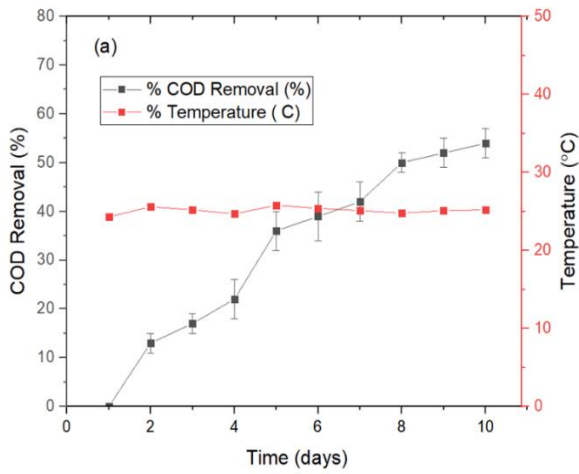 (a)
% COD Removal (%)
% Temperature ( C)
COD Removal (%)
80
70
60
50
40
30
20
10
0
Temperature (°C)
50
40
30
20
10
0
0 2 4 6 8 10
Time (days)